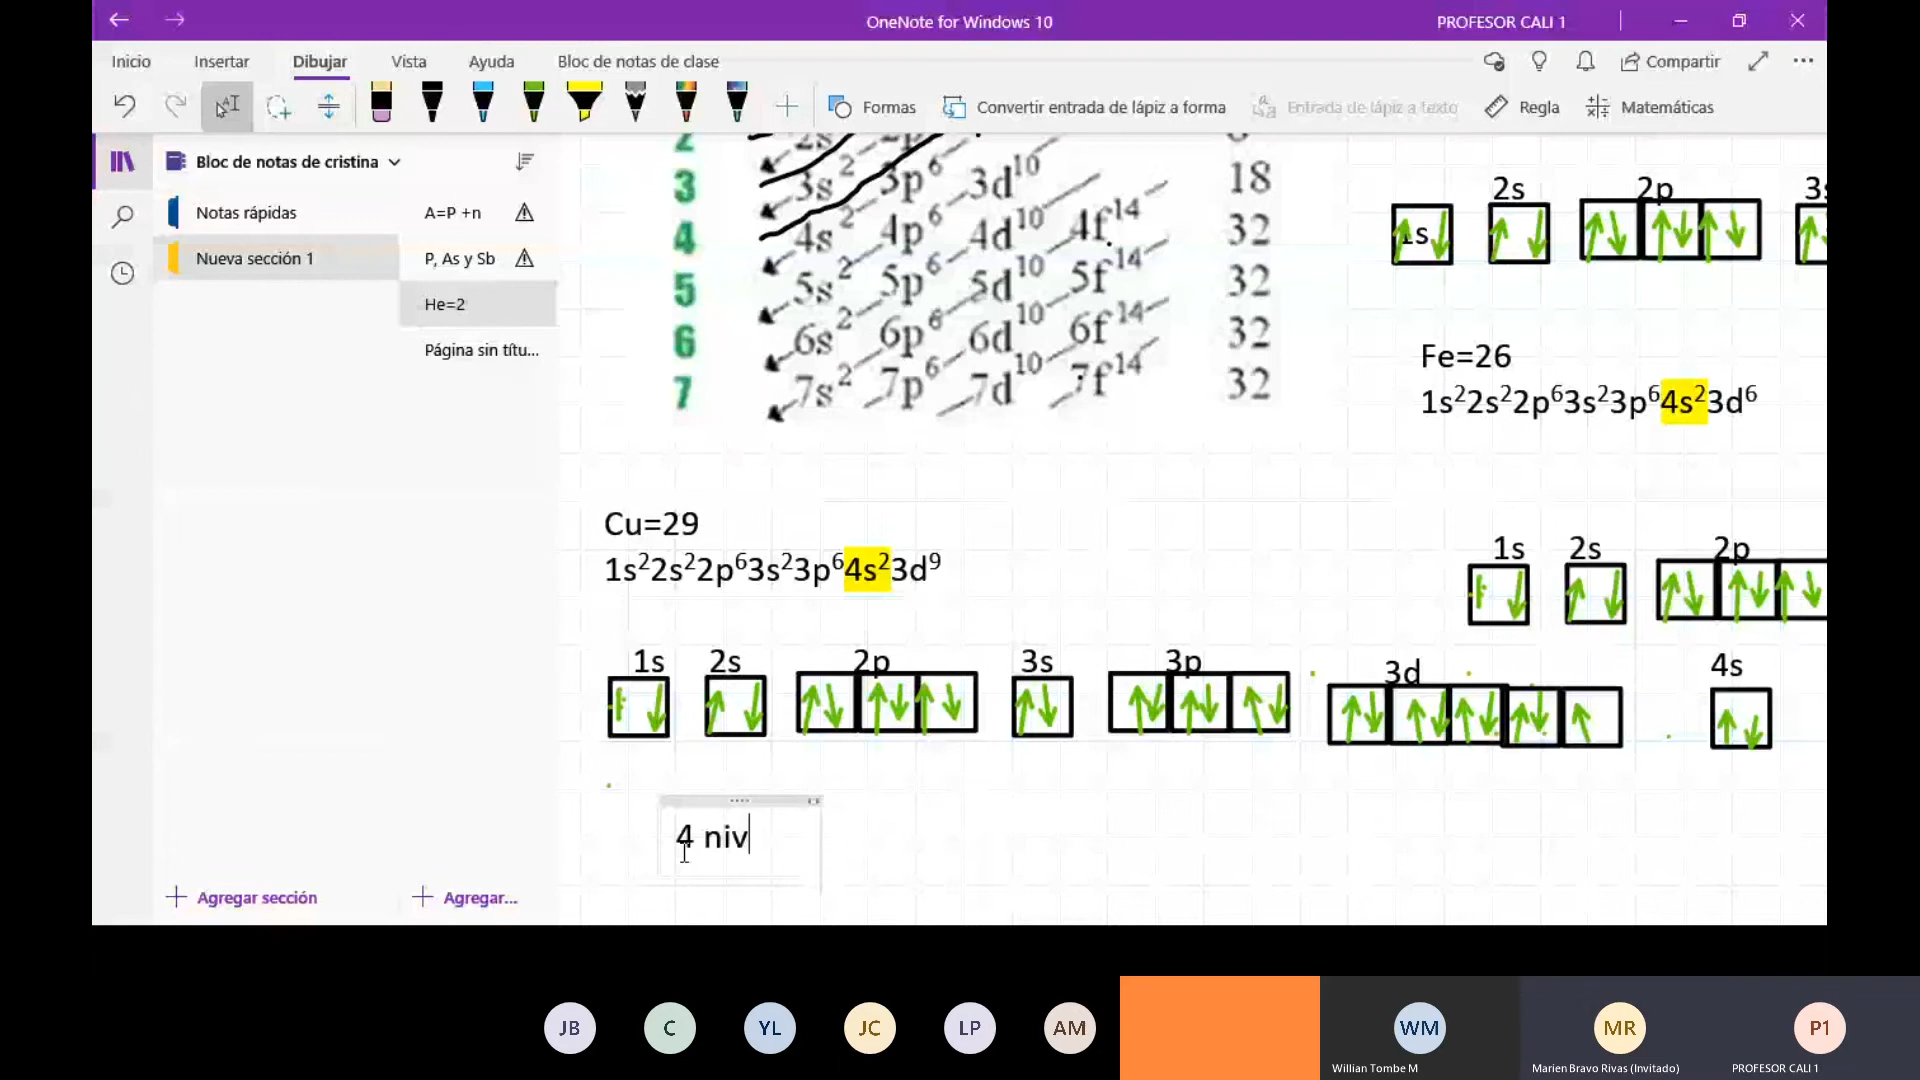 OneNote for Windows 10
PROFESOR CALI 1
Inicio Insertar Dibujar Vista Ayuda Bloc de notas de clase
Compartir
Formas Convertir entrada de lápiz a forma Entrada de lápiz a texto Regla Matemáticas
Bloc de notas de cristina
Notas rápidas
Nueva sección 1
A=P +n
P, As y Sb
He=2
Página sin títu...
Agregar sección
Agregar...
2
3 3s² 3p⁶ 3d¹⁰ 18
4 4s² 4p⁶ 4d¹⁰ 4f¹⁴ 32
5 5s² 5p⁶ 5d¹⁰ 5f¹⁴ 32
6 6s² 6p⁶ 6d¹⁰ 6f¹⁴ 32
7 7s² 7p⁶ 7d¹⁰ 7f¹⁴ 32
2s 2p
1s
Fe=26
1s²2s²2p⁶3s²3p⁶4s²3d⁶
1s 2s 2p
Cu=29
1s²2s²2p⁶3s²3p⁶4s²3d⁹
1s 2s 2p 3s 3p 3d 4s
4 niv
JB C YL JC LP AM WM MR P1
Willian Tombe M
Marien Bravo Rivas (Invitado)
PROFESOR CALI 1